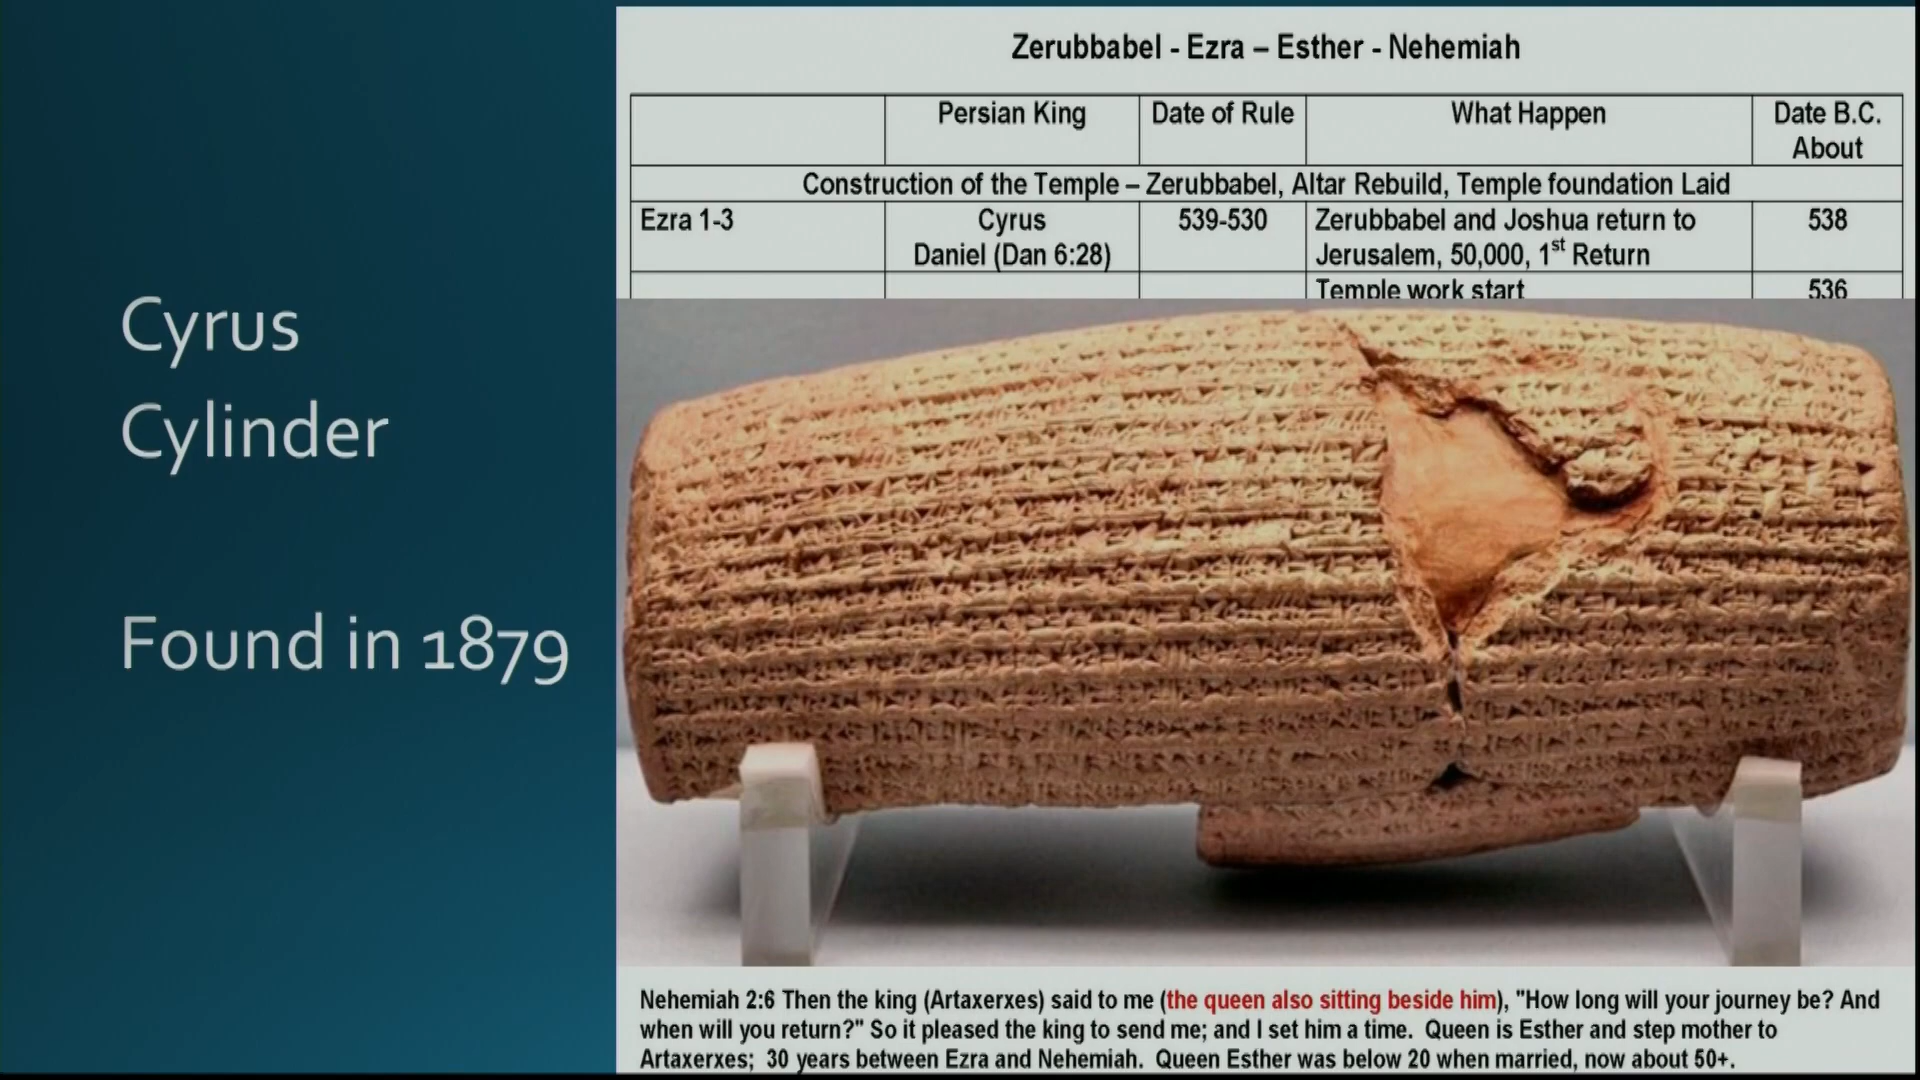 Cyrus
Cylinder
Found in 1879
Zerubbabel - Ezra – Esther - Nehemiah
Persian King Date of Rule What Happen Date B.C. About
Construction of the Temple – Zerubbabel, Altar Rebuild, Temple foundation Laid
Ezra 1-3 Cyrus 539-530 Zerubbabel and Joshua return to 538
Daniel (Dan 6:28) Jerusalem, 50,000, 1st Return
Temple work start 536
Nehemiah 2:6 Then the king (Artaxerxes) said to me (the queen also sitting beside him), "How long will your journey be? And
when will you return?" So it pleased the king to send me; and I set him a time. Queen is Esther and step mother to
Artaxerxes; 30 years between Ezra and Nehemiah. Queen Esther was below 20 when married, now about 50+.